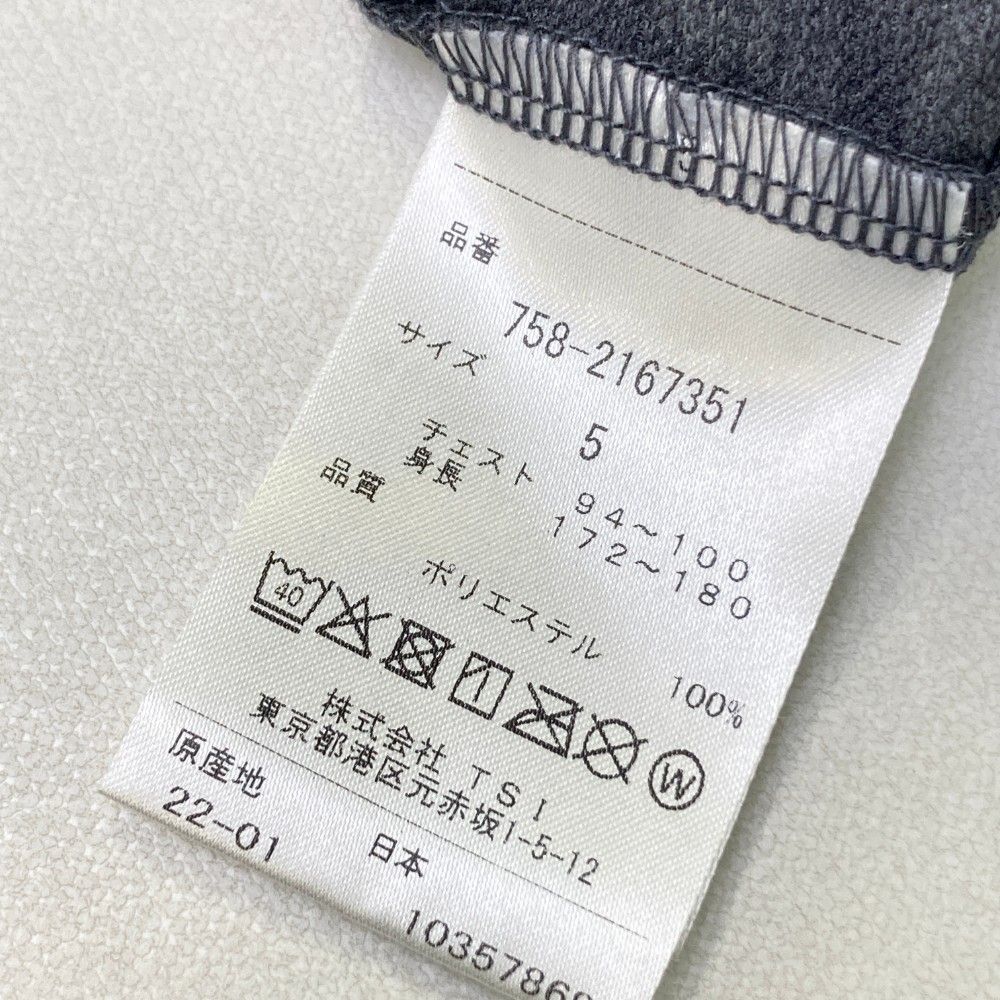 品番
758-2167351
サイズ
5
チェスト 94~100
身長 172~180
品質
ポリエステル 100%
40
W
株式会社 TSI
東京都港区元赤坂1-5-12
原産地 日本
22-01